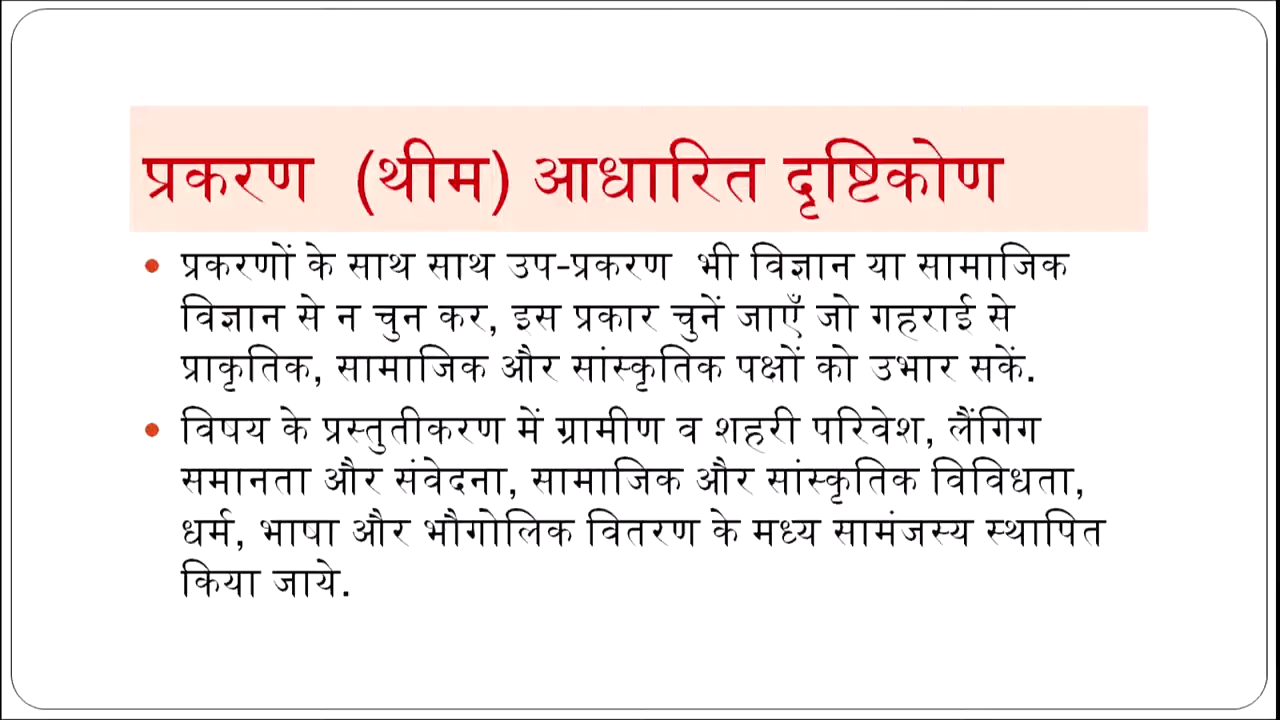 प्रकरण (थीम) आधारित दृष्टिकोण
• प्रकरणों के साथ साथ उप-प्रकरण भी विज्ञान या सामाजिक
विज्ञान से न चुन कर, इस प्रकार चुनें जाएँ जो गहराई से
प्राकृतिक, सामाजिक और सांस्कृतिक पक्षों को उभार सकें.
• विषय के प्रस्तुतीकरण में ग्रामीण व शहरी परिवेश, लैंगिग
समानता और संवेदना, सामाजिक और सांस्कृतिक विविधता,
धर्म, भाषा और भौगोलिक वितरण के मध्य सामंजस्य स्थापित
किया जाये.